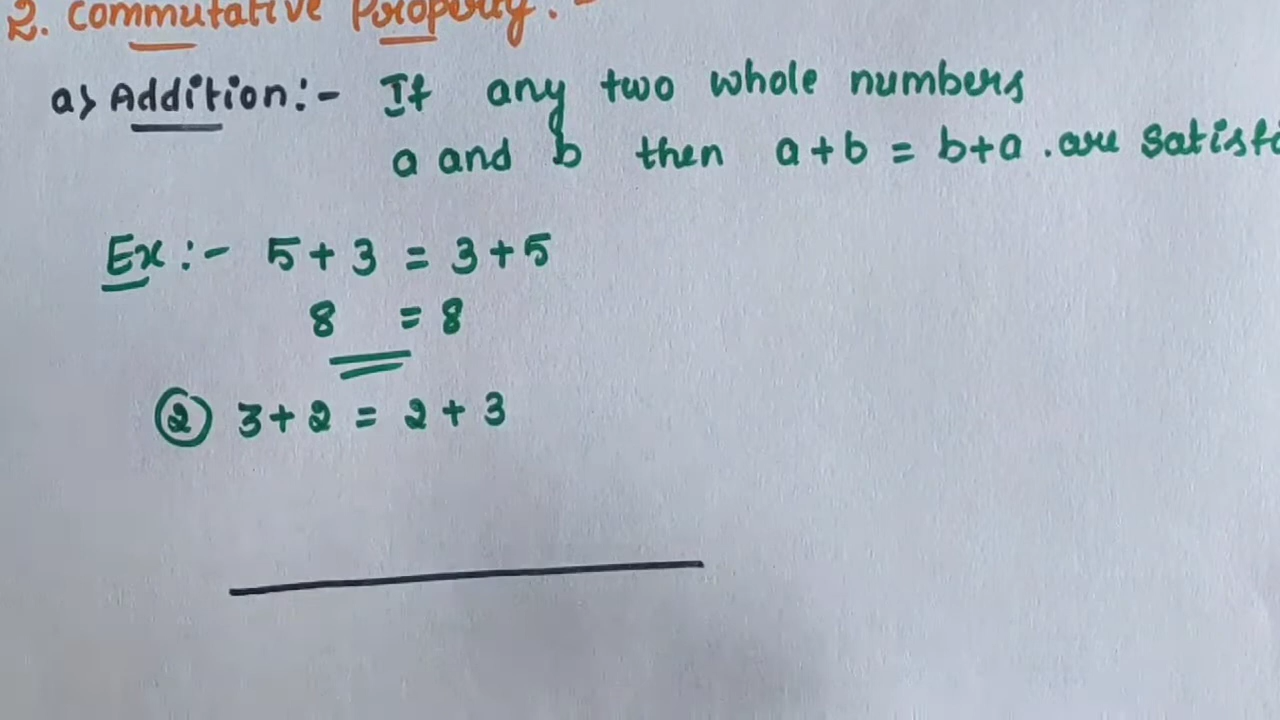 2. Commutative Property :-
a) Addition :- If any two whole numbers
a and b then a + b = b + a . are
Ex :- 5 + 3 = 3 + 5
8 = 8
② 3 + 2 = 2 + 3